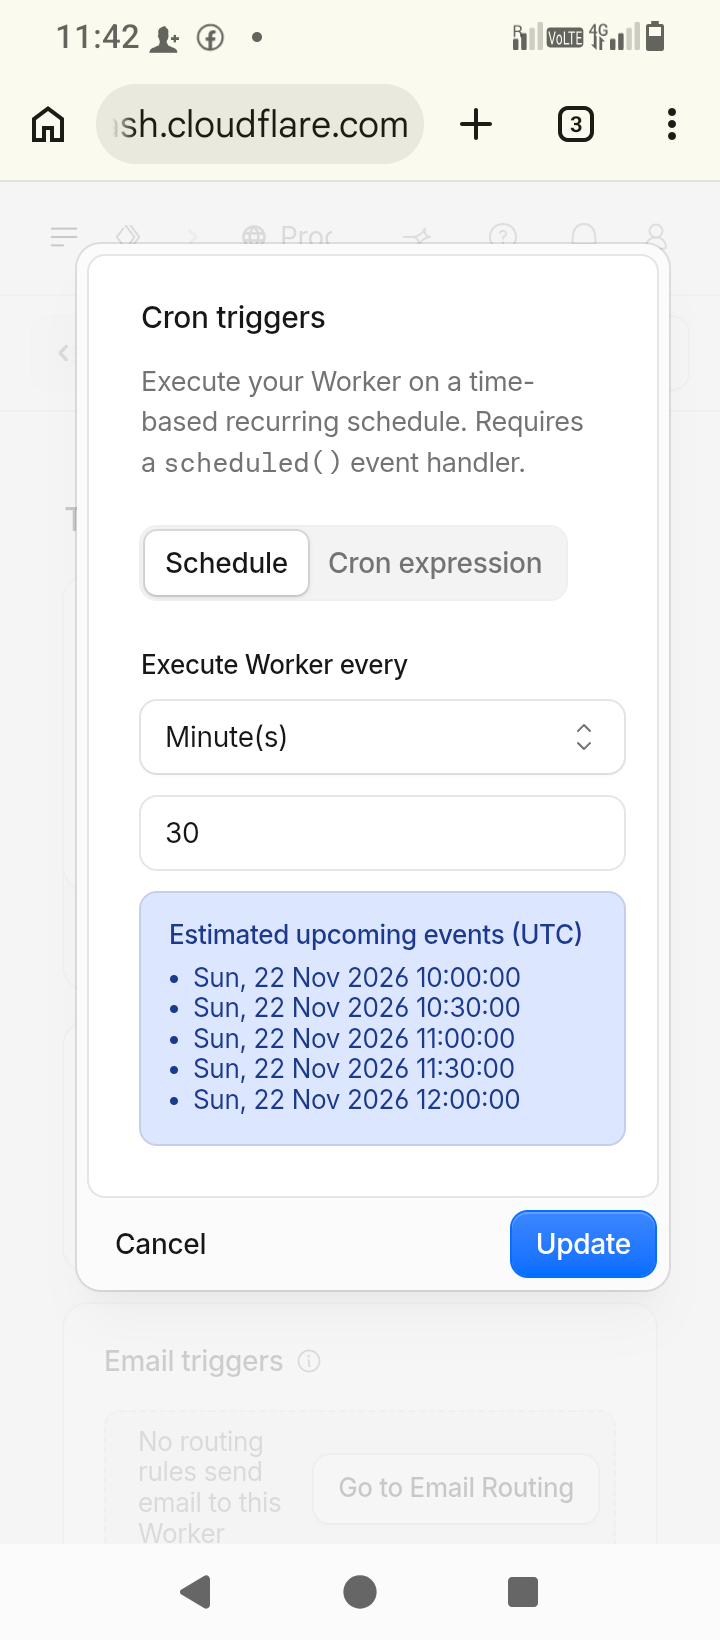 11:42
VoLTE
4G
sh.cloudflare.com
3
Cron triggers
Execute your Worker on a time-
based recurring schedule. Requires
a scheduled() event handler.
Schedule
Cron expression
Execute Worker every
Minute(s)
30
Estimated upcoming events (UTC)
• Sun, 22 Nov 2026 10:00:00
• Sun, 22 Nov 2026 10:30:00
• Sun, 22 Nov 2026 11:00:00
• Sun, 22 Nov 2026 11:30:00
• Sun, 22 Nov 2026 12:00:00
Cancel
Update
Email triggers
No routing
rules send
email to this
Worker
Go to Email Routing